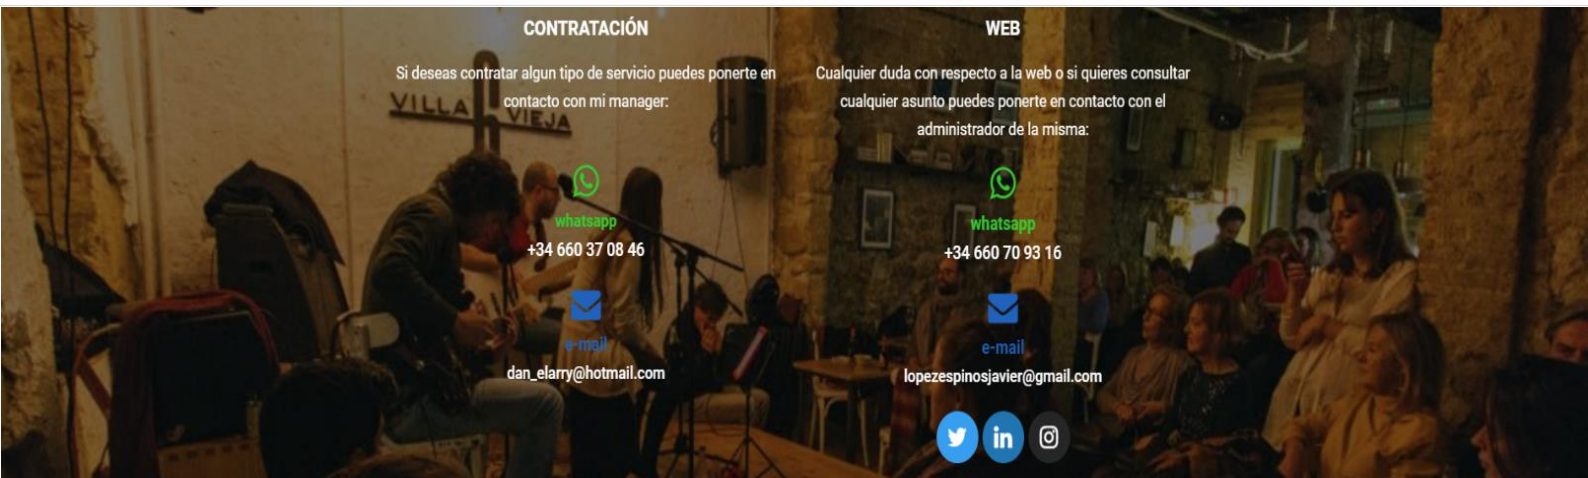 CONTRATACIÓN
Si deseas contratar algun tipo de servicio puedes ponerte en
contacto con mi manager:
VILLA VIEJA
whatsapp
+34 660 37 08 46
e-mail
dan_elarry@hotmail.com
WEB
Cualquier duda con respecto a la web o si quieres consultar
cualquier asunto puedes ponerte en contacto con el
administrador de la misma:
whatsapp
+34 660 70 93 16
e-mail
lopezespinosjavier@gmail.com
in